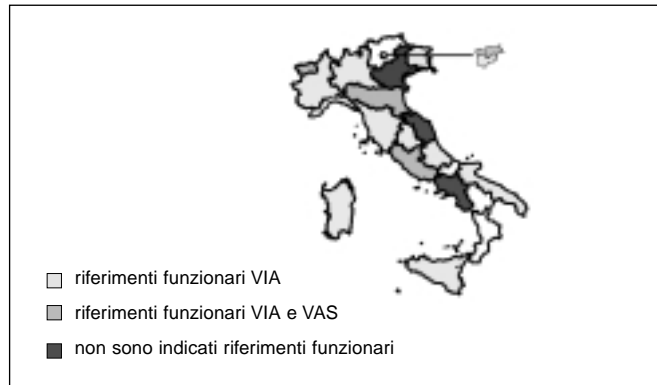 riferimenti funzionari VIA
riferimenti funzionari VIA e VAS
non sono indicati riferimenti funzionari